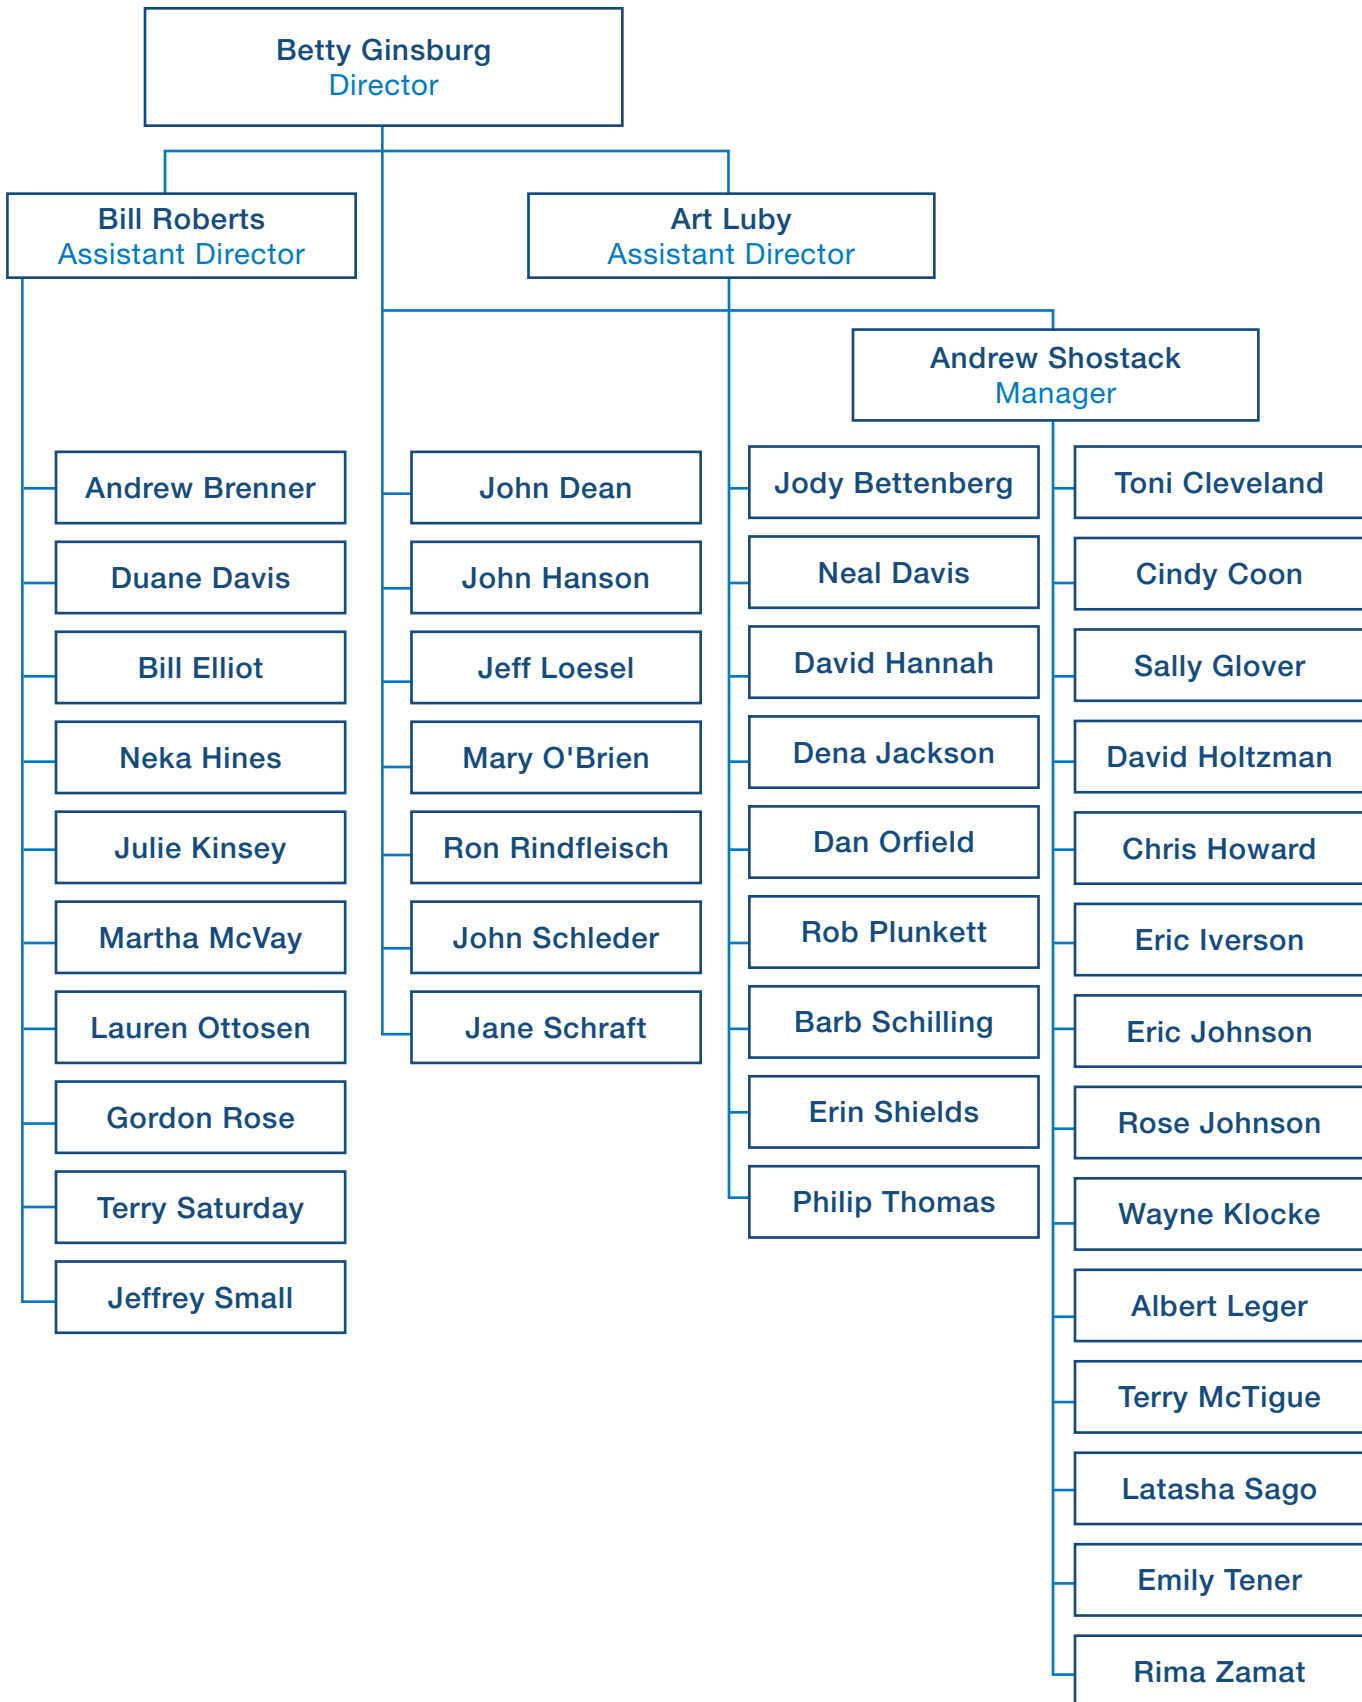 Betty Ginsburg
Director
Bill Roberts
Assistant Director
Art Luby
Assistant Director
Andrew Shostack
Manager
Andrew Brenner
Duane Davis
Bill Elliot
Neka Hines
Julie Kinsey
Martha McVay
Lauren Ottosen
Gordon Rose
Terry Saturday
Jeffrey Small
John Dean
John Hanson
Jeff Loesel
Mary O'Brien
Ron Rindfleisch
John Schleder
Jane Schraft
Jody Bettenberg
Neal Davis
David Hannah
Dena Jackson
Dan Orfield
Rob Plunkett
Barb Schilling
Erin Shields
Philip Thomas
Toni Cleveland
Cindy Coon
Sally Glover
David Holtzman
Chris Howard
Eric Iverson
Eric Johnson
Rose Johnson
Wayne Klocke
Albert Leger
Terry McTigue
Latasha Sago
Emily Tener
Rima Zamat